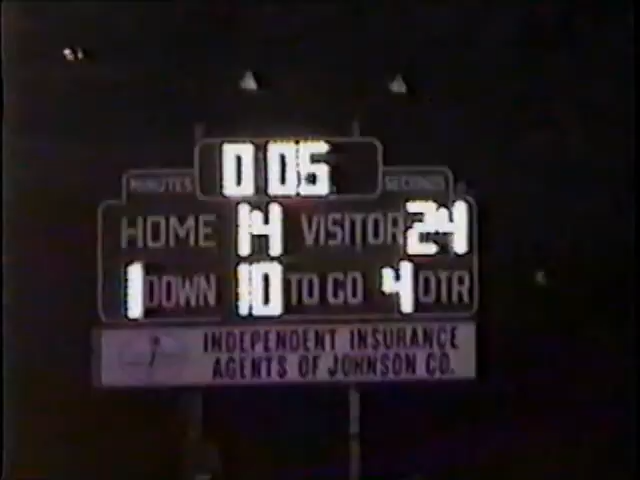 0 05
MINUTES SECONDS
HOME 14 VISITOR 24
1 DOWN 10 TO GO 4 QTR
INDEPENDENT INSURANCE
AGENTS OF JOHNSON CO.